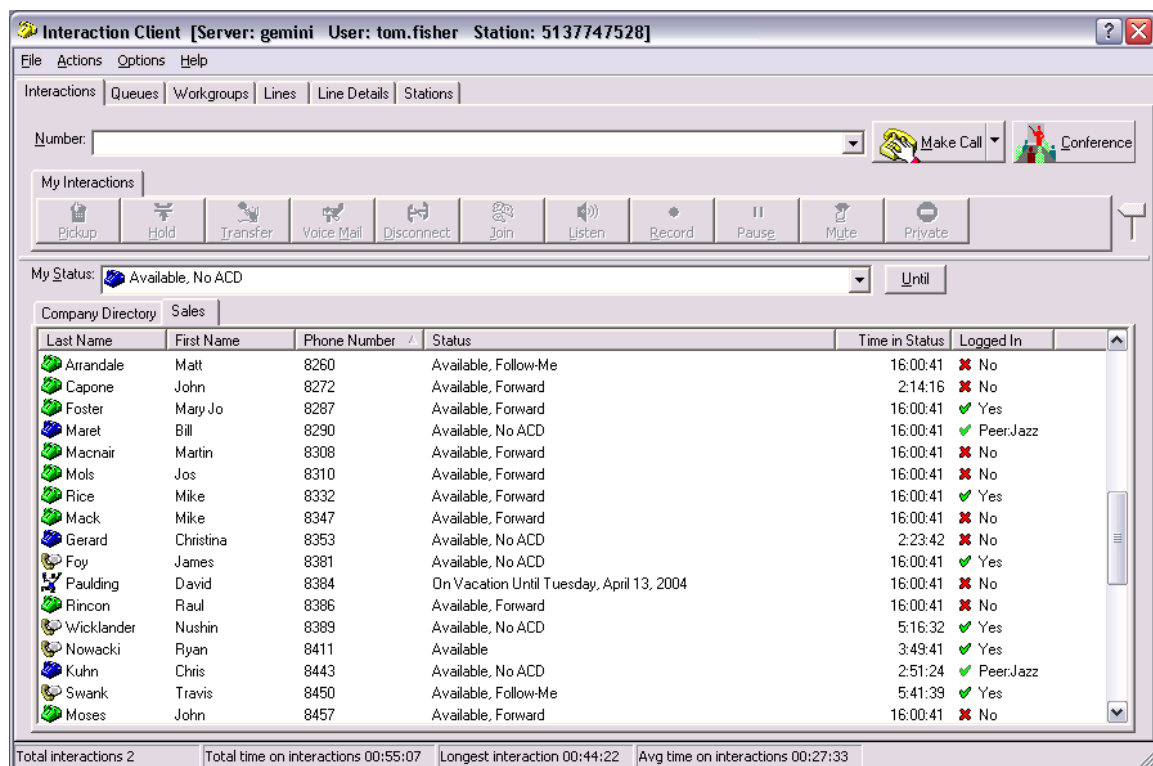 Interaction Client [Server: gemini User: tom.fisher Station: 5137747528]
File Actions Options Help
Interactions Queues Workgroups Lines Line Details Stations
Number: Make Call Conference
My Interactions
Pickup Hold Transfer Voice Mail Disconnect Join Listen Record Pause Mute Private
My Status: Available, No ACD Until
Company Directory Sales
Last Name First Name Phone Number Status Time in Status Logged In
Arrandale Matt 8260 Available, Follow-Me 16:00:41 No
Capone John 8272 Available, Forward 2:14:16 No
Foster Mary Jo 8287 Available, Forward 16:00:41 Yes
Maret Bill 8290 Available, No ACD 16:00:41 Peer:Jazz
Macnair Martin 8308 Available, Forward 16:00:41 No
Mols Jos 8310 Available, Forward 16:00:41 No
Rice Mike 8332 Available, Forward 16:00:41 Yes
Mack Mike 8347 Available, Forward 16:00:41 No
Gerard Christina 8353 Available, No ACD 2:23:42 No
Foy James 8381 Available, No ACD 16:00:41 Yes
Paulding David 8384 On Vacation Until Tuesday, April 13, 2004 16:00:41 No
Rincon Raul 8386 Available, Forward 16:00:41 No
Wicklander Nushin 8389 Available, No ACD 5:16:32 Yes
Nowacki Ryan 8411 Available 3:49:41 Yes
Kuhn Chris 8443 Available, No ACD 2:51:24 Peer:Jazz
Swank Travis 8450 Available, Follow-Me 5:41:39 Yes
Moses John 8457 Available, Forward 16:00:41 No
Total interactions 2 Total time on interactions 00:55:07 Longest interaction 00:44:22 Avg time on interactions 00:27:33